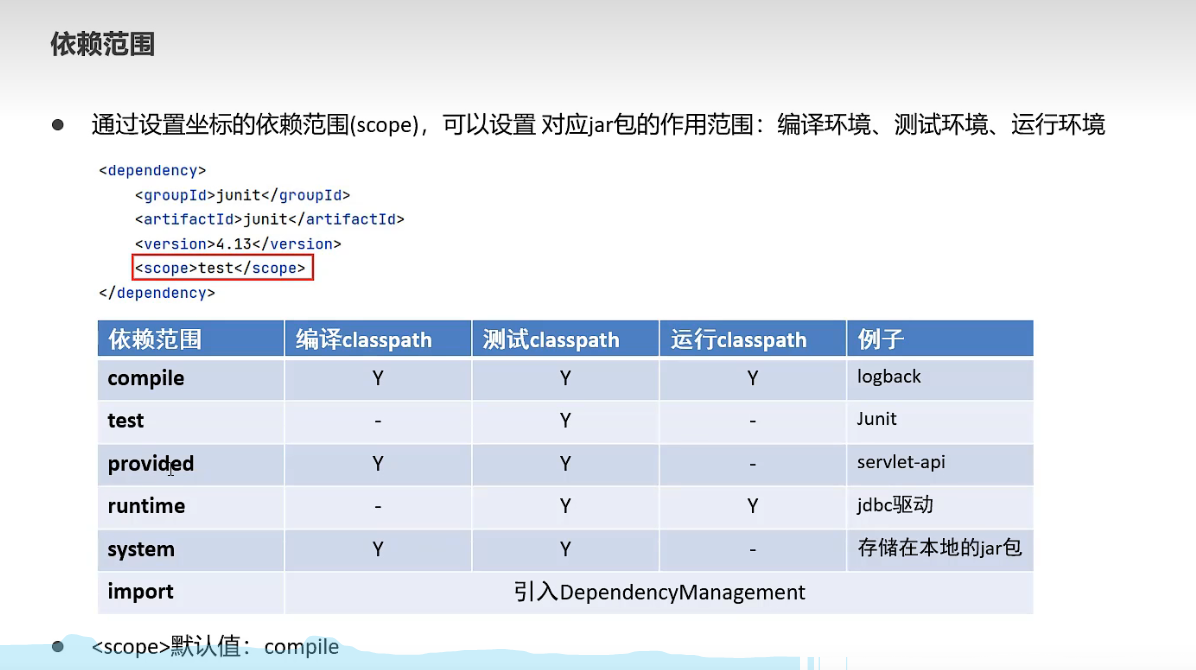 依赖范围
通过设置坐标的依赖范围(scope)，可以设置 对应jar包的作用范围：编译环境、测试环境、运行环境
<dependency>
<groupId>junit</groupId>
<artifactId>junit</artifactId>
<version>4.13</version>
<scope>test</scope>
</dependency>
依赖范围 编译classpath 测试classpath 运行classpath 例子
compile Y Y Y logback
test - Y - Junit
provided Y Y - servlet-api
runtime - Y Y jdbc驱动
system Y Y - 存储在本地的jar包
import 引入DependencyManagement
<scope>默认值：compile